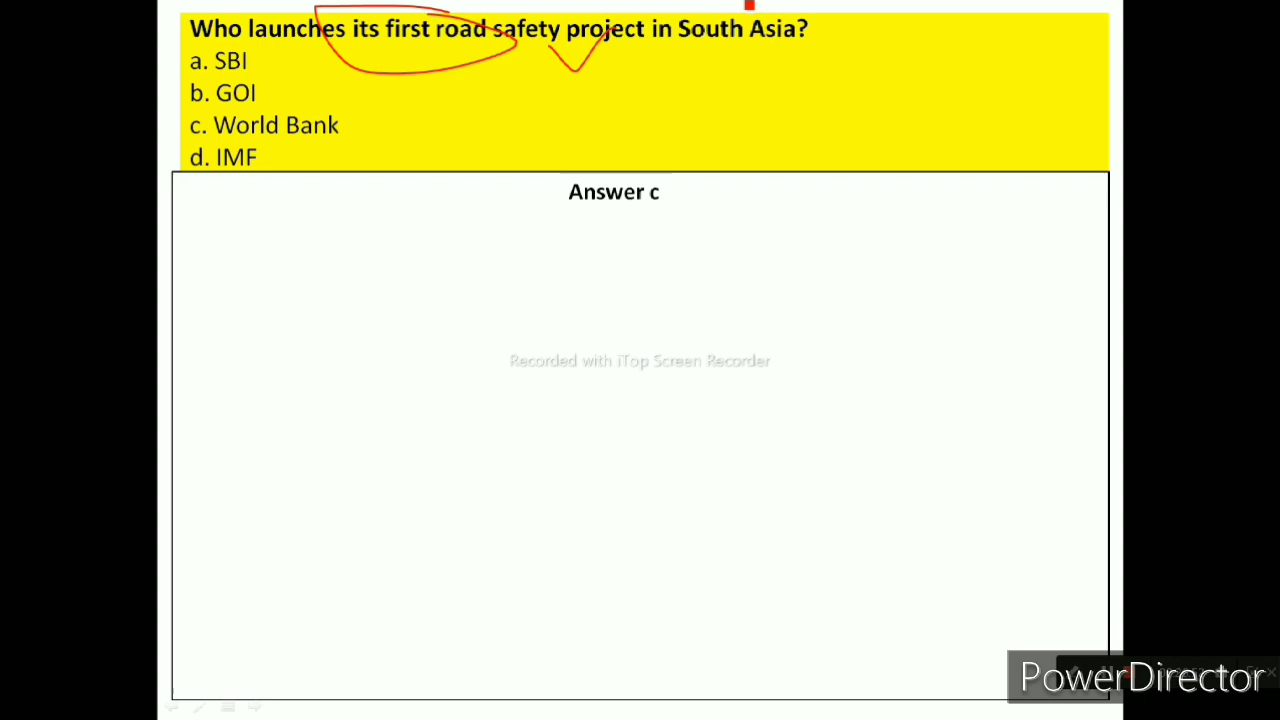 Who launches its first road safety project in South Asia?
a. SBI
b. GOI
c. World Bank
d. IMF
Answer c
Recorded with iTop Screen Recorder
PowerDirector